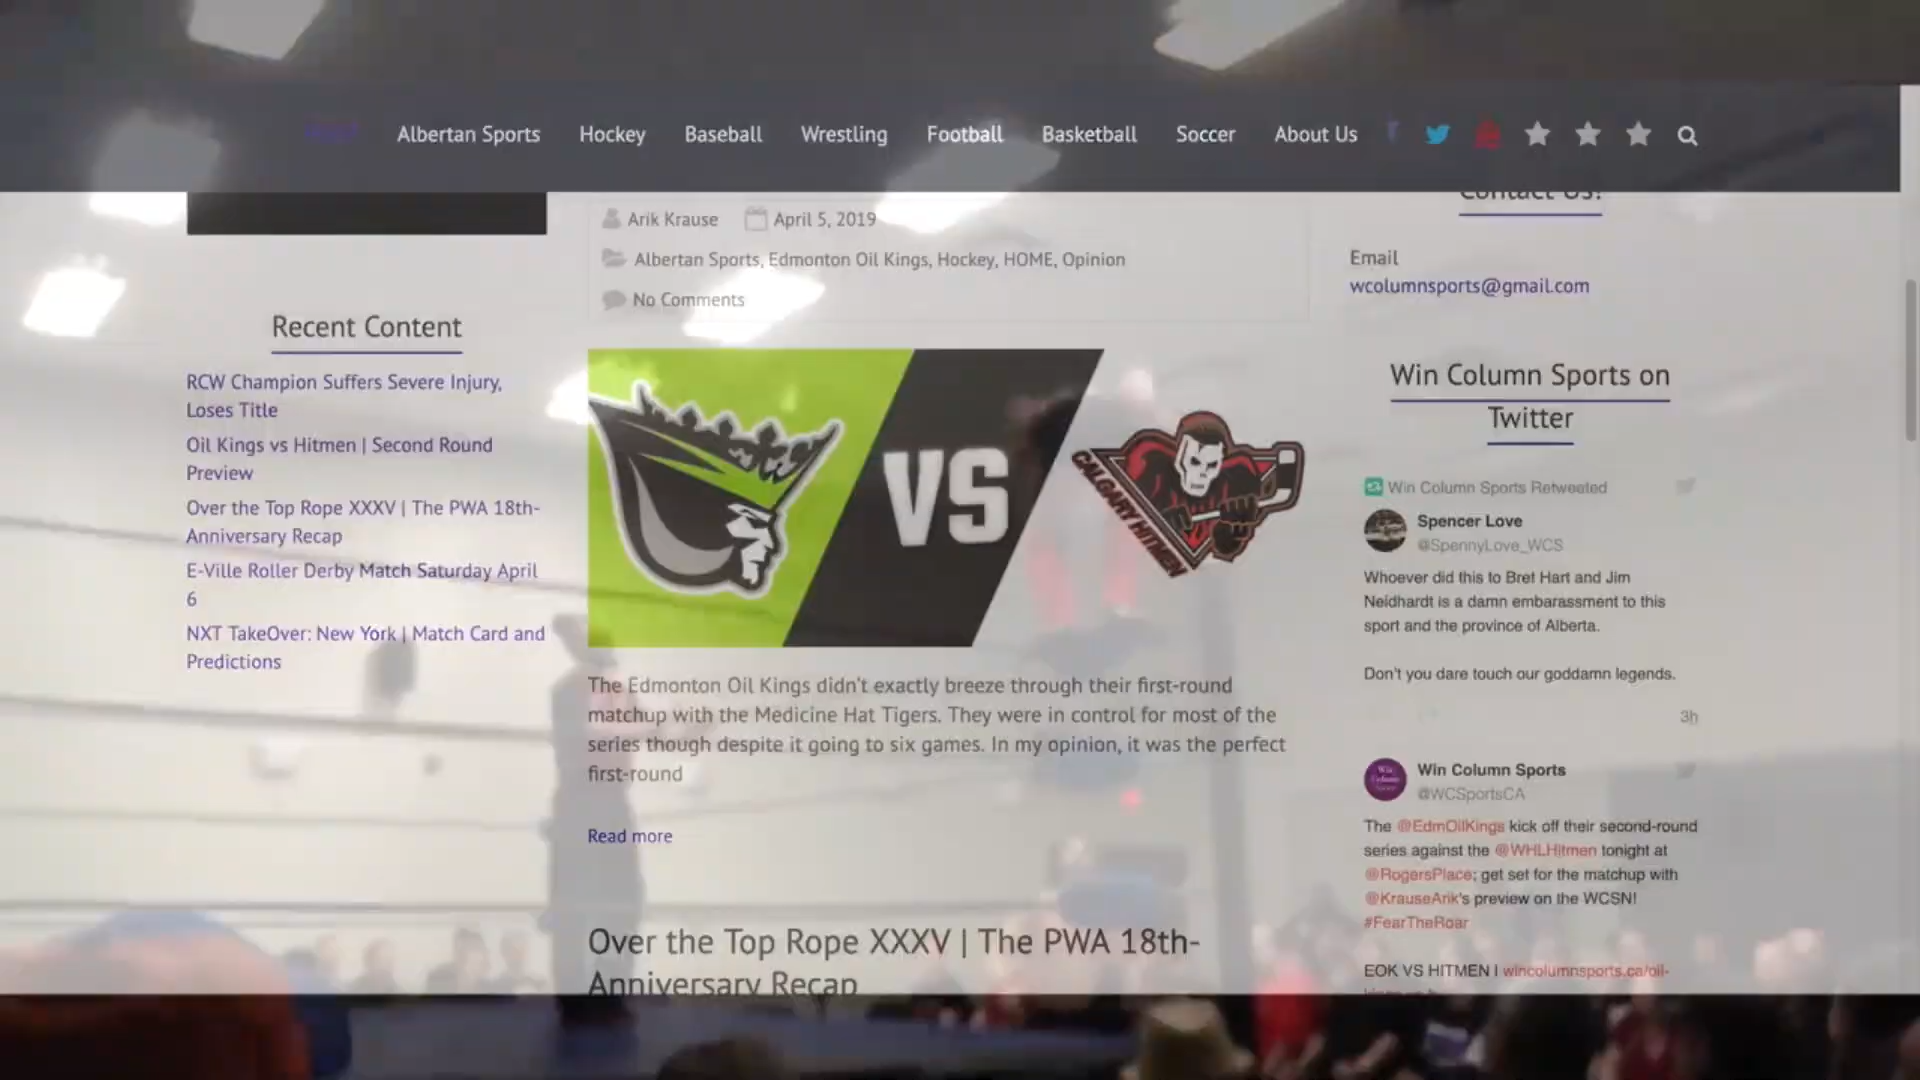 Albertan Sports Hockey Baseball Wrestling Football Basketball Soccer About Us
Contact Us!
Arik Krause April 5, 2019
Albertan Sports, Edmonton Oil Kings, Hockey, HOME, Opinion
No Comments
Recent Content
RCW Champion Suffers Severe Injury,
Loses Title
Oil Kings vs Hitmen | Second Round
Preview
Over the Top Rope XXXV | The PWA 18th-
Anniversary Recap
E-Ville Roller Derby Match Saturday April
6
NXT TakeOver: New York | Match Card and
Predictions
VS
CALGARY HITMEN
The Edmonton Oil Kings didn't exactly breeze through their first-round
matchup with the Medicine Hat Tigers. They were in control for most of the
series though despite it going to six games. In my opinion, it was the perfect
first-round
Read more
Over the Top Rope XXXV | The PWA 18th-
Anniversary Recap
Email
wcolumnsports@gmail.com
Win Column Sports on
Twitter
Win Column Sports Retweeted
Spencer Love
@SpennyLove_WCS
Whoever did this to Bret Hart and Jim
Neidhardt is a damn embarassment to this
sport and the province of Alberta.
Don't you dare touch our goddamn legends.
3h
Win Column Sports
@WCSportsCA
The @EdmOilKings kick off their second-round
series against the @WHLHitmen tonight at
@RogersPlace; get set for the matchup with
@KrauseArik's preview on the WCSN!
#FearTheRoar
EOK VS HITMEN | wincolumnsports.ca/oil-